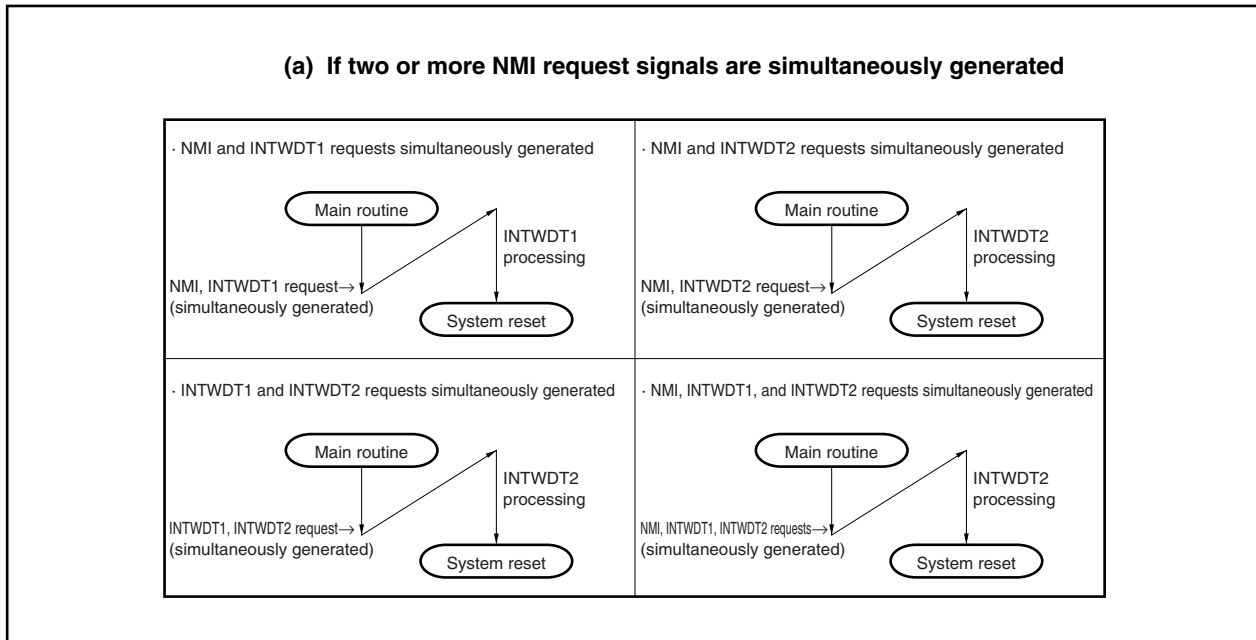 (a) If two or more NMI request signals are simultaneously generated
· NMI and INTWDT1 requests simultaneously generated
Main routine
INTWDT1
processing
NMI, INTWDT1 request→
(simultaneously generated)
System reset
· NMI and INTWDT2 requests simultaneously generated
Main routine
INTWDT2
processing
NMI, INTWDT2 request→
(simultaneously generated)
System reset
· INTWDT1 and INTWDT2 requests simultaneously generated
Main routine
INTWDT2
processing
INTWDT1, INTWDT2 request→
(simultaneously generated)
System reset
· NMI, INTWDT1, and INTWDT2 requests simultaneously generated
Main routine
INTWDT2
processing
NMI, INTWDT1, INTWDT2 requests→
(simultaneously generated)
System reset